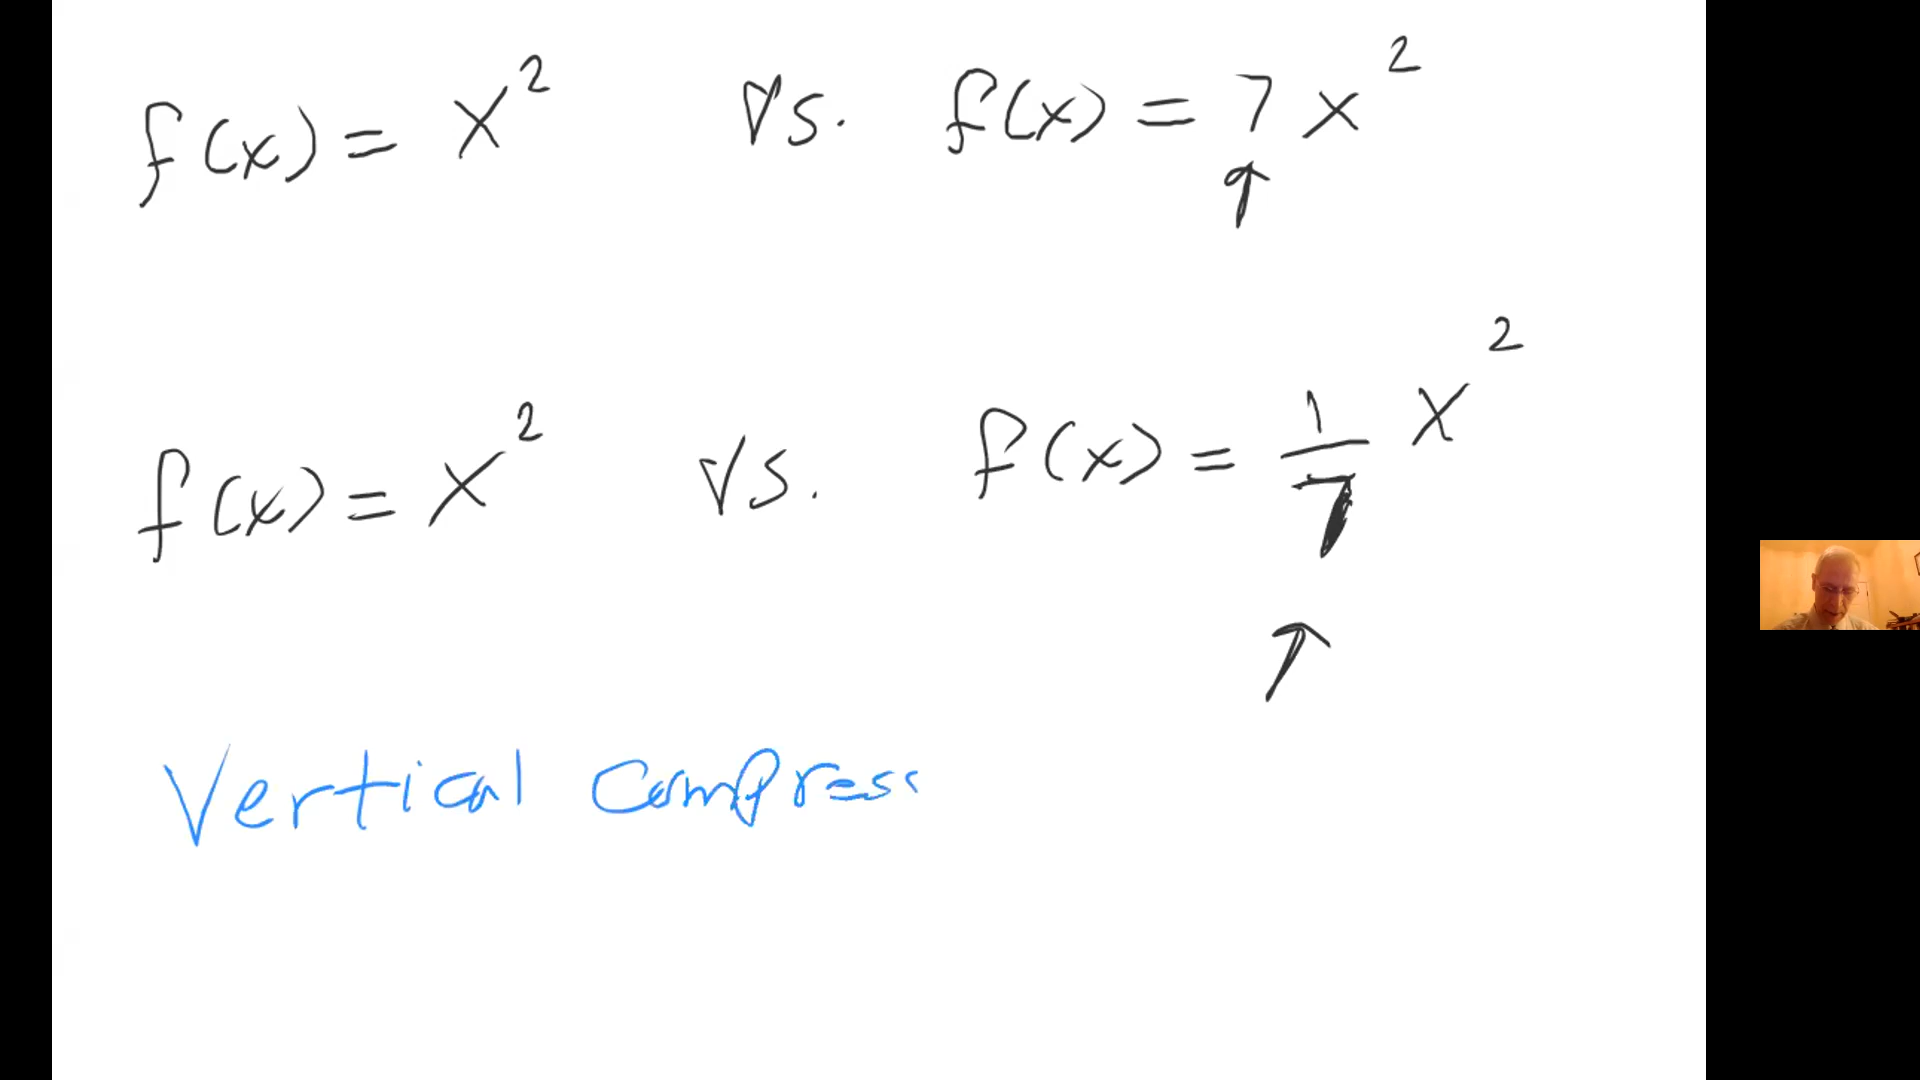 f(x) = x² vs. f(x) = 7x²
f(x) = x² vs. f(x) = 1/7 x²
Vertical compress